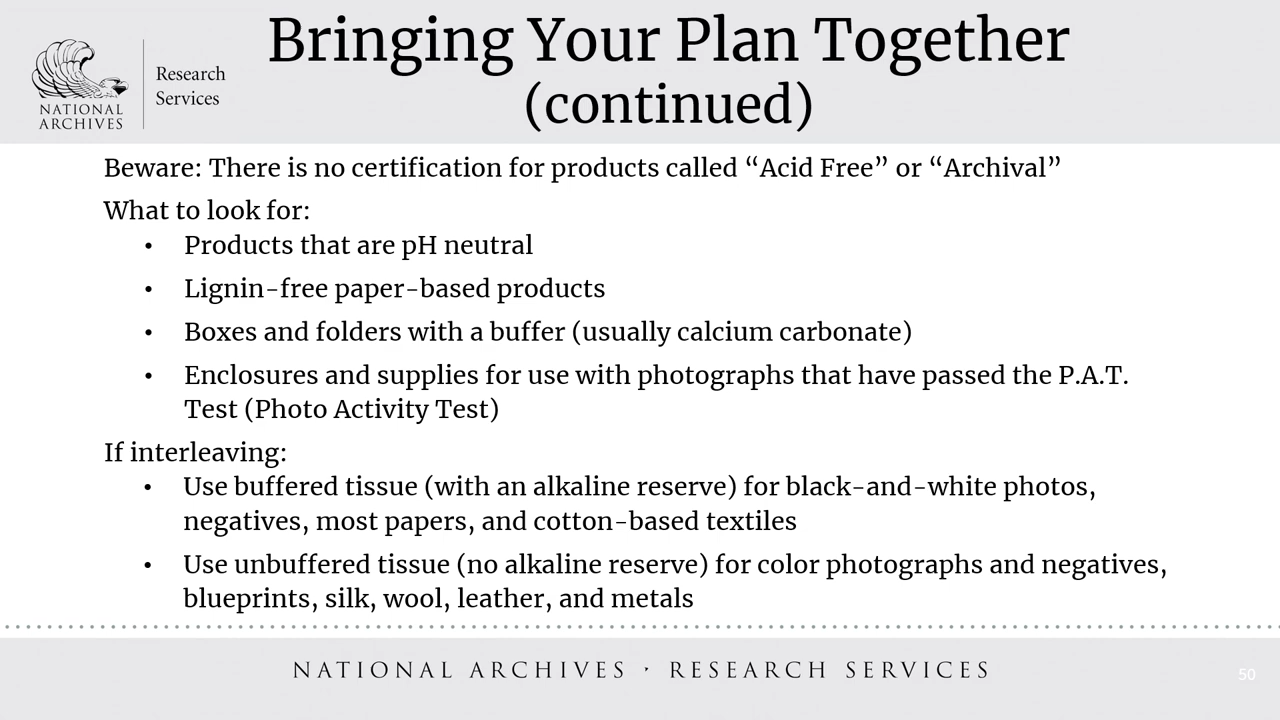 Bringing Your Plan Together
(continued)
NATIONAL
ARCHIVES
Research
Services
Beware: There is no certification for products called “Acid Free” or “Archival”
What to look for:
• Products that are pH neutral
• Lignin-free paper-based products
• Boxes and folders with a buffer (usually calcium carbonate)
• Enclosures and supplies for use with photographs that have passed the P.A.T.
Test (Photo Activity Test)
If interleaving:
• Use buffered tissue (with an alkaline reserve) for black-and-white photos,
negatives, most papers, and cotton-based textiles
• Use unbuffered tissue (no alkaline reserve) for color photographs and negatives,
blueprints, silk, wool, leather, and metals
NATIONAL ARCHIVES · RESEARCH SERVICES
50